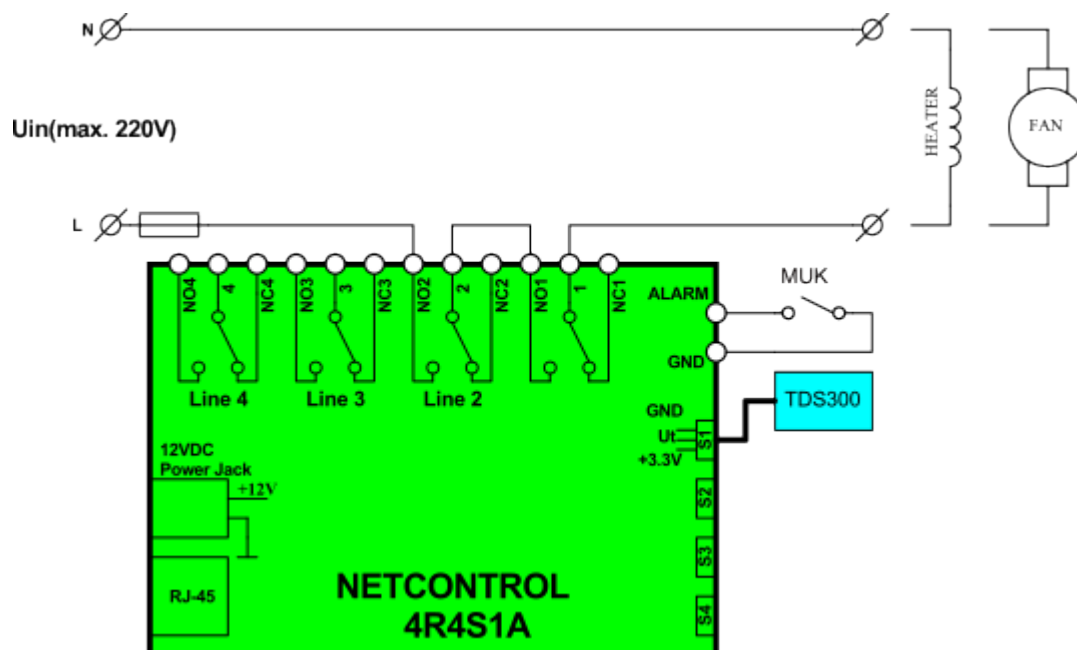 N
Uin(max. 220V)
HEATER
FAN
L
NO4
4
NC4
NO3
3
NC3
NO2
2
NC2
NO1
1
NC1
ALARM
MUK
GND
Line 4
Line 3
Line 2
TDS300
GND
Ut
+3.3V
S1
12VDC
Power Jack
+12V
S2
S3
RJ-45
S4
NETCONTROL
4R4S1A